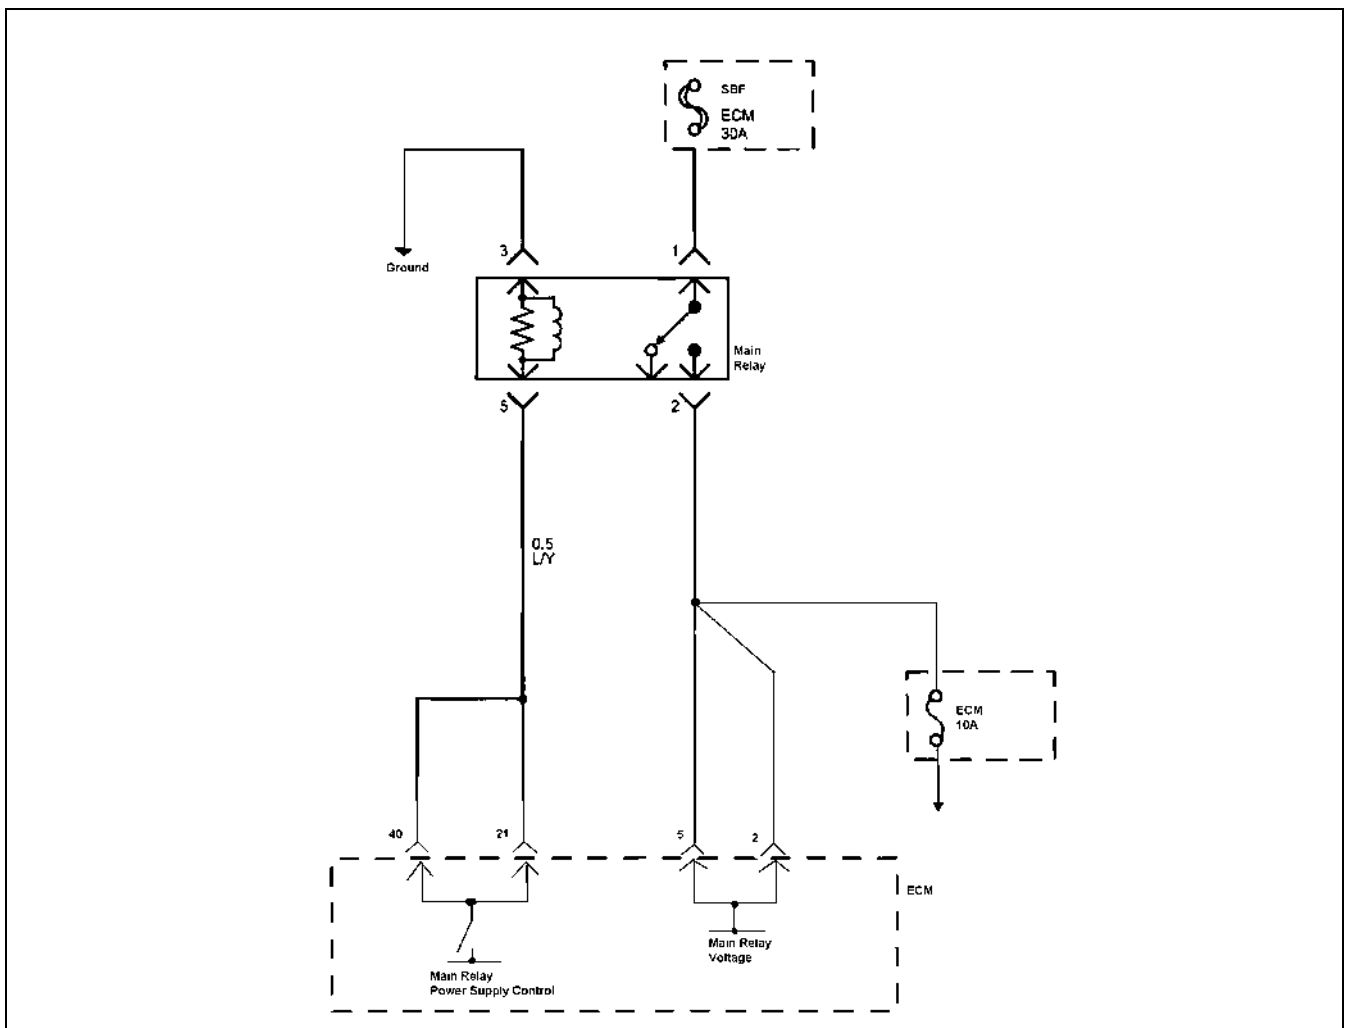 SBF
ECM
30A
3
1
Ground
Main
Relay
5
2
0.5
L/Y
ECM
10A
40
21
5
2
ECM
Main Relay
Voltage
Main Relay
Power Supply Control